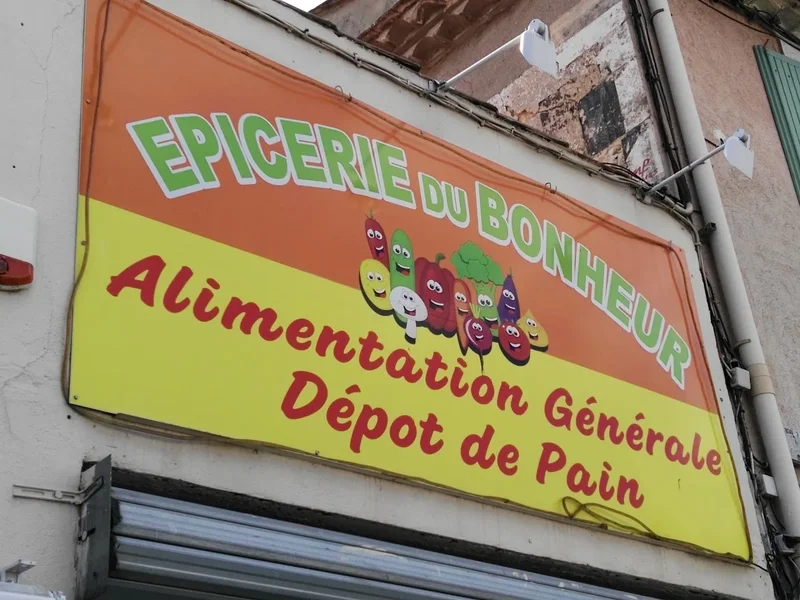 EPICERIE DU BONHEUR
Alimentation Générale
Dépot de Pain